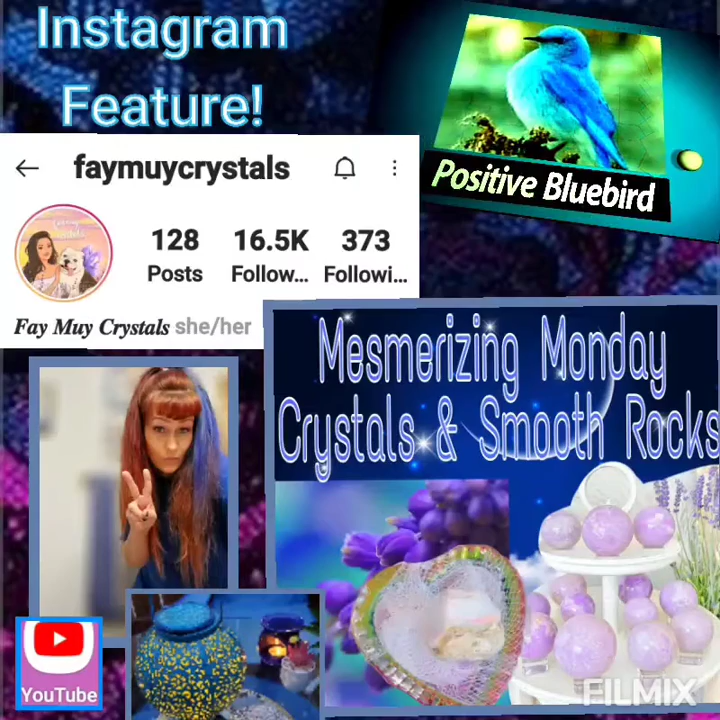 Instagram
Feature!
Positive Bluebird
faymuycrystals
128
16.5K
373
Posts
Follow...
Followi...
Fay Muy Crystals she/her
Mesmerizing Monday
Crystals & Smooth Rocks
YouTube
FILMIX